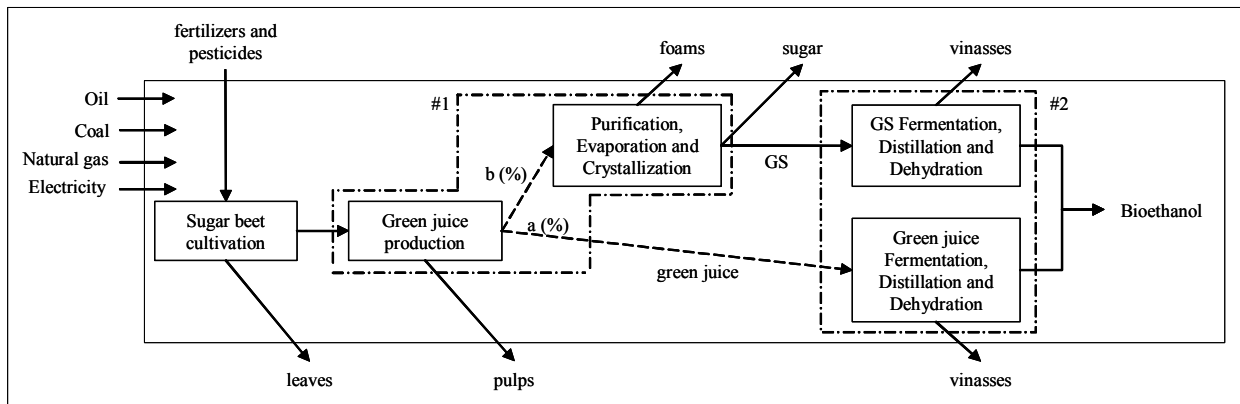 fertilizers and
pesticides
foams
sugar
vinasses
Oil
Coal
Natural gas
Electricity
#1
Purification,
Evaporation and
Crystallization
GS
GS Fermentation,
Distillation and
Dehydration
#2
b (%)
Sugar beet
cultivation
Green juice
production
a (%)
green juice
Green juice
Fermentation,
Distillation and
Dehydration
Bioethanol
leaves
pulps
vinasses